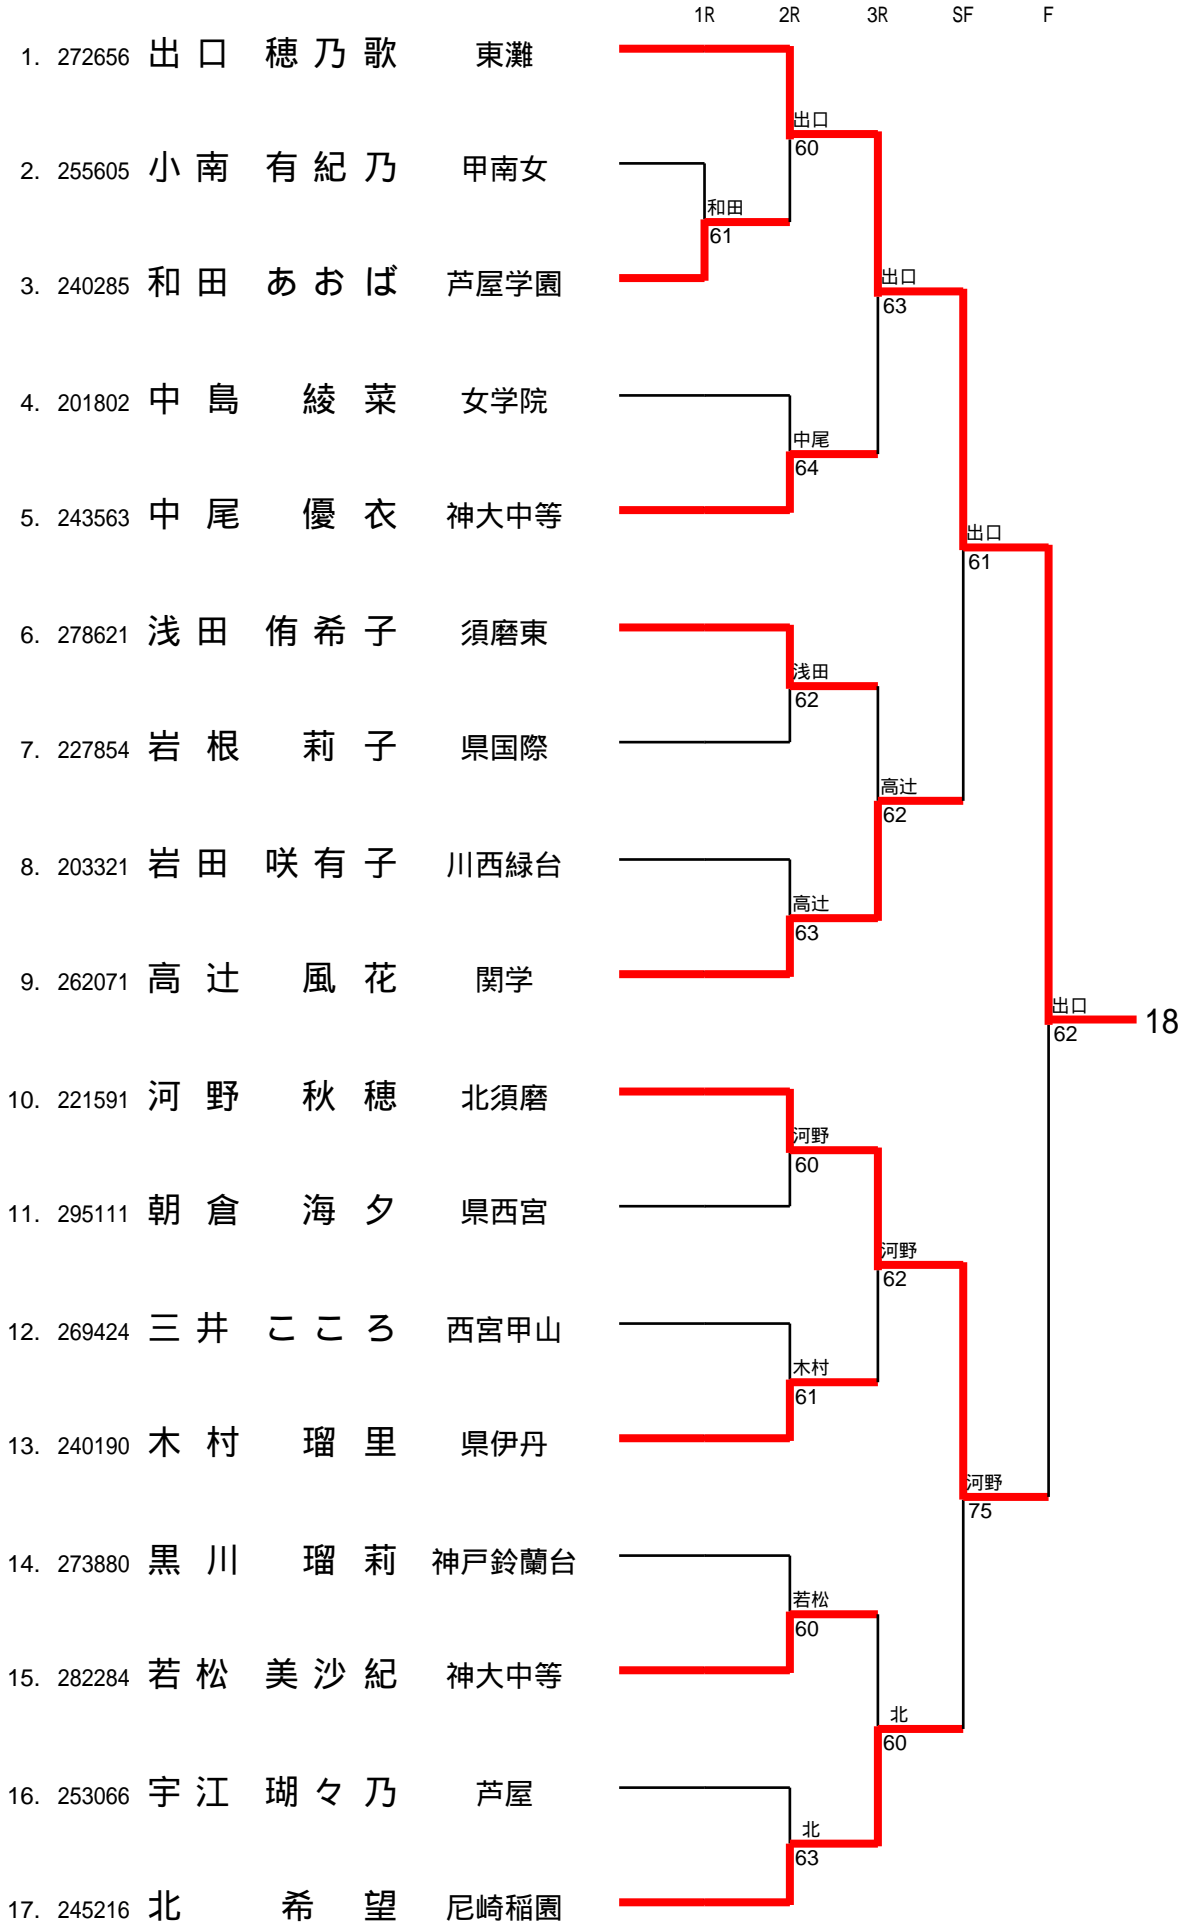 1R 2R 3R SF F
1. 272656 出口 穂乃歌 東灘
出口
60
2. 255605 小南 有紀乃 甲南女
和田
61
3. 240285 和田 あおば 芦屋学園
出口
63
4. 201802 中島 綾菜 女学院
中尾
64
5. 243563 中尾 優衣 神大中等
出口
61
6. 278621 浅田 侑希子 須磨東
浅田
62
7. 227854 岩根 莉子 県国際
高辻
62
8. 203321 岩田 咲有子 川西緑台
高辻
63
9. 262071 高辻 風花 関学
出口
62
18
10. 221591 河野 秋穂 北須磨
河野
60
11. 295111 朝倉 海夕 県西宮
河野
62
12. 269424 三井 こころ 西宮甲山
木村
61
13. 240190 木村 瑠里 県伊丹
河野
75
14. 273880 黒川 瑠莉 神戸鈴蘭台
若松
60
15. 282284 若松 美沙紀 神大中等
北
60
16. 253066 宇江 瑚々乃 芦屋
北
63
17. 245216 北 希望 尼崎稲園